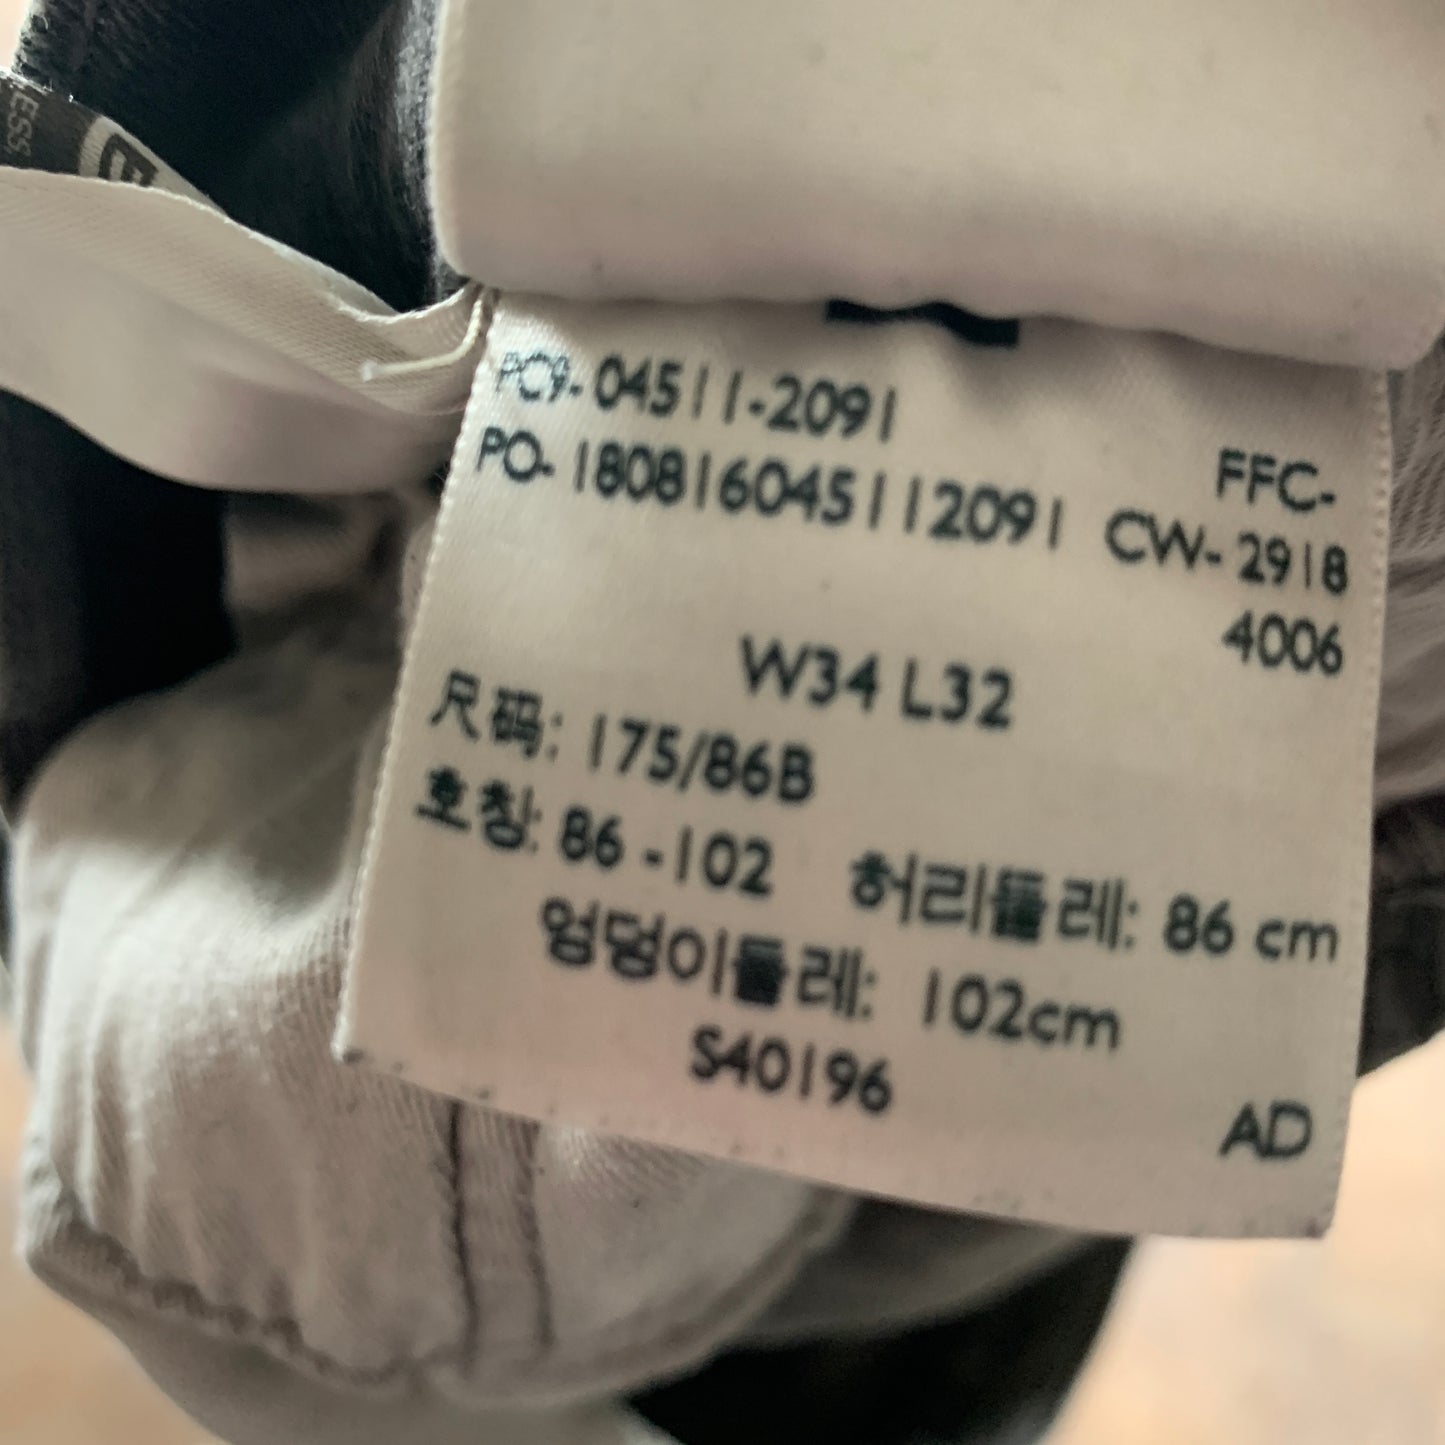 ESS.
PC9- 04511-2091
FFC-
PO- 180816045112091 CW- 2918
4006
W34 L32
尺码: 175/86B
호칭: 86 -102 허리둘레: 86 cm
엉덩이둘레: 102cm
S40196
AD